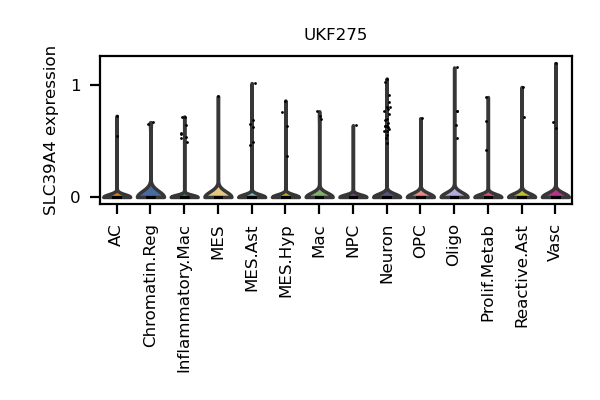 UKF275
SLC39A4 expression
1
0
AC
Chromatin.Reg
Inflammatory.Mac
MES
MES.Ast
MES.Hyp
Mac
NPC
Neuron
OPC
Oligo
Prolif.Metab
Reactive.Ast
Vasc